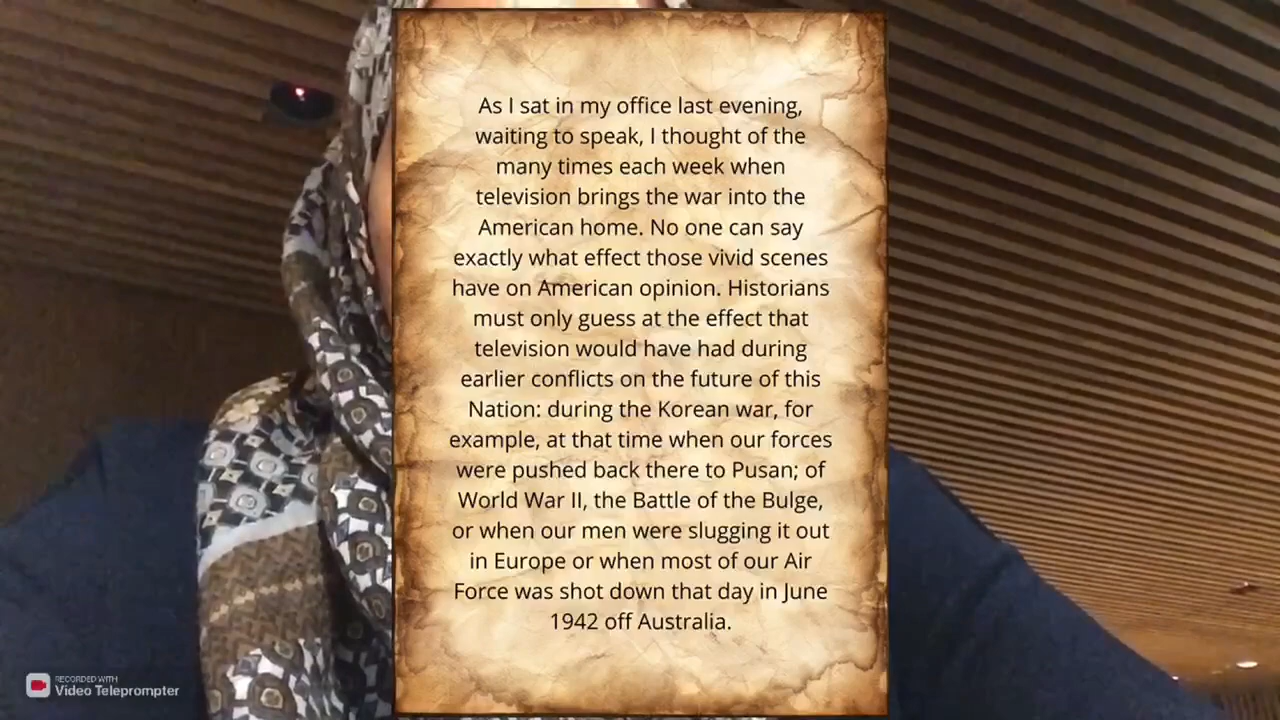 As I sat in my office last evening,
waiting to speak, I thought of the
many times each week when
television brings the war into the
American home. No one can say
exactly what effect those vivid scenes
have on American opinion. Historians
must only guess at the effect that
television would have had during
earlier conflicts on the future of this
Nation: during the Korean war, for
example, at that time when our forces
were pushed back there to Pusan; of
World War II, the Battle of the Bulge,
or when our men were slugging it out
in Europe or when most of our Air
Force was shot down that day in June
1942 off Australia.
RECORDED WITH
Video Teleprompter